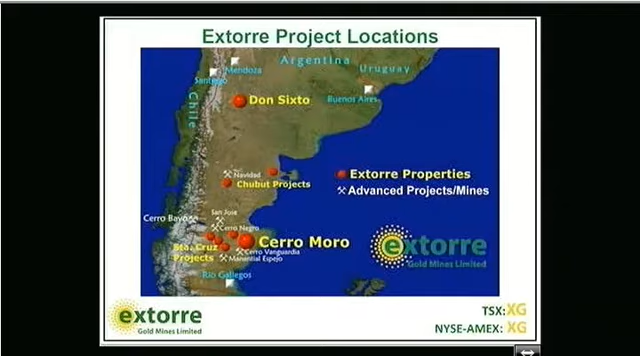 Extorre Project Locations
Argentina
Mendoza
Uruguay
Santiago
Buenos Aires
Don Sixto
Chile
Navidad
Chubut Projects
Extorre Properties
Advanced Projects/Mines
San Jose
Cerro Bayo
Cerro Negro
Cerro Moro
Sta. Cruz
Projects
Cerro Vanguardia
Manantial Espejo
Rio Gallegos
extorre
Gold Mines Limited
extorre
Gold Mines Limited
TSX: XG
NYSE-AMEX: XG